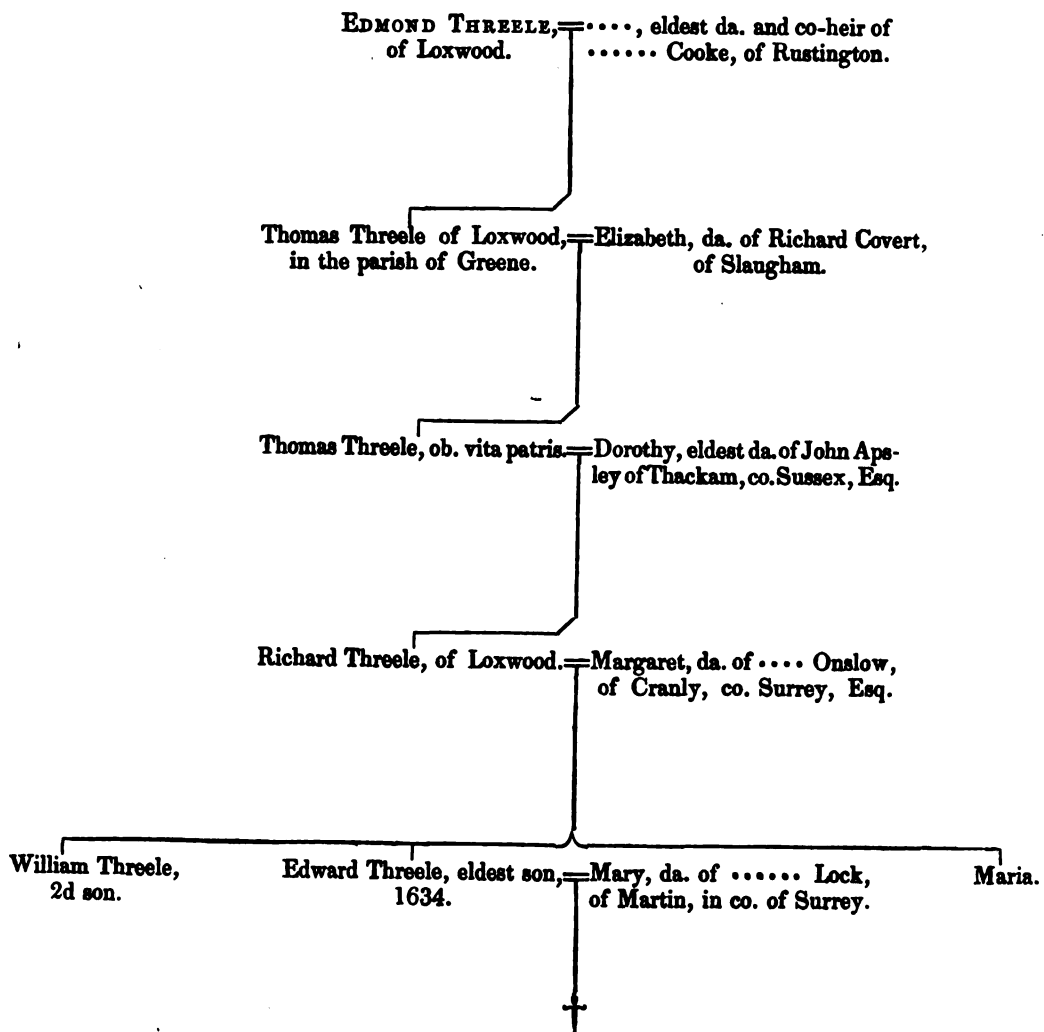 EDMOND THREELE,=····, eldest da. and co-heir of
of Loxwood. ······ Cooke, of Rustington.
Thomas Threele of Loxwood,=Elizabeth, da. of Richard Covert,
in the parish of Greene. of Slaugham.
Thomas Threele, ob. vita patris.=Dorothy, eldest da. of John Aps-
ley of Thackam, co. Sussex, Esq.
Richard Threele, of Loxwood.=Margaret, da. of ···· Onslow,
of Cranly, co. Surrey, Esq.
William Threele,
2d son.
Edward Threele, eldest son,=Mary, da. of ······ Lock,
1634. of Martin, in co. of Surrey.
Maria.